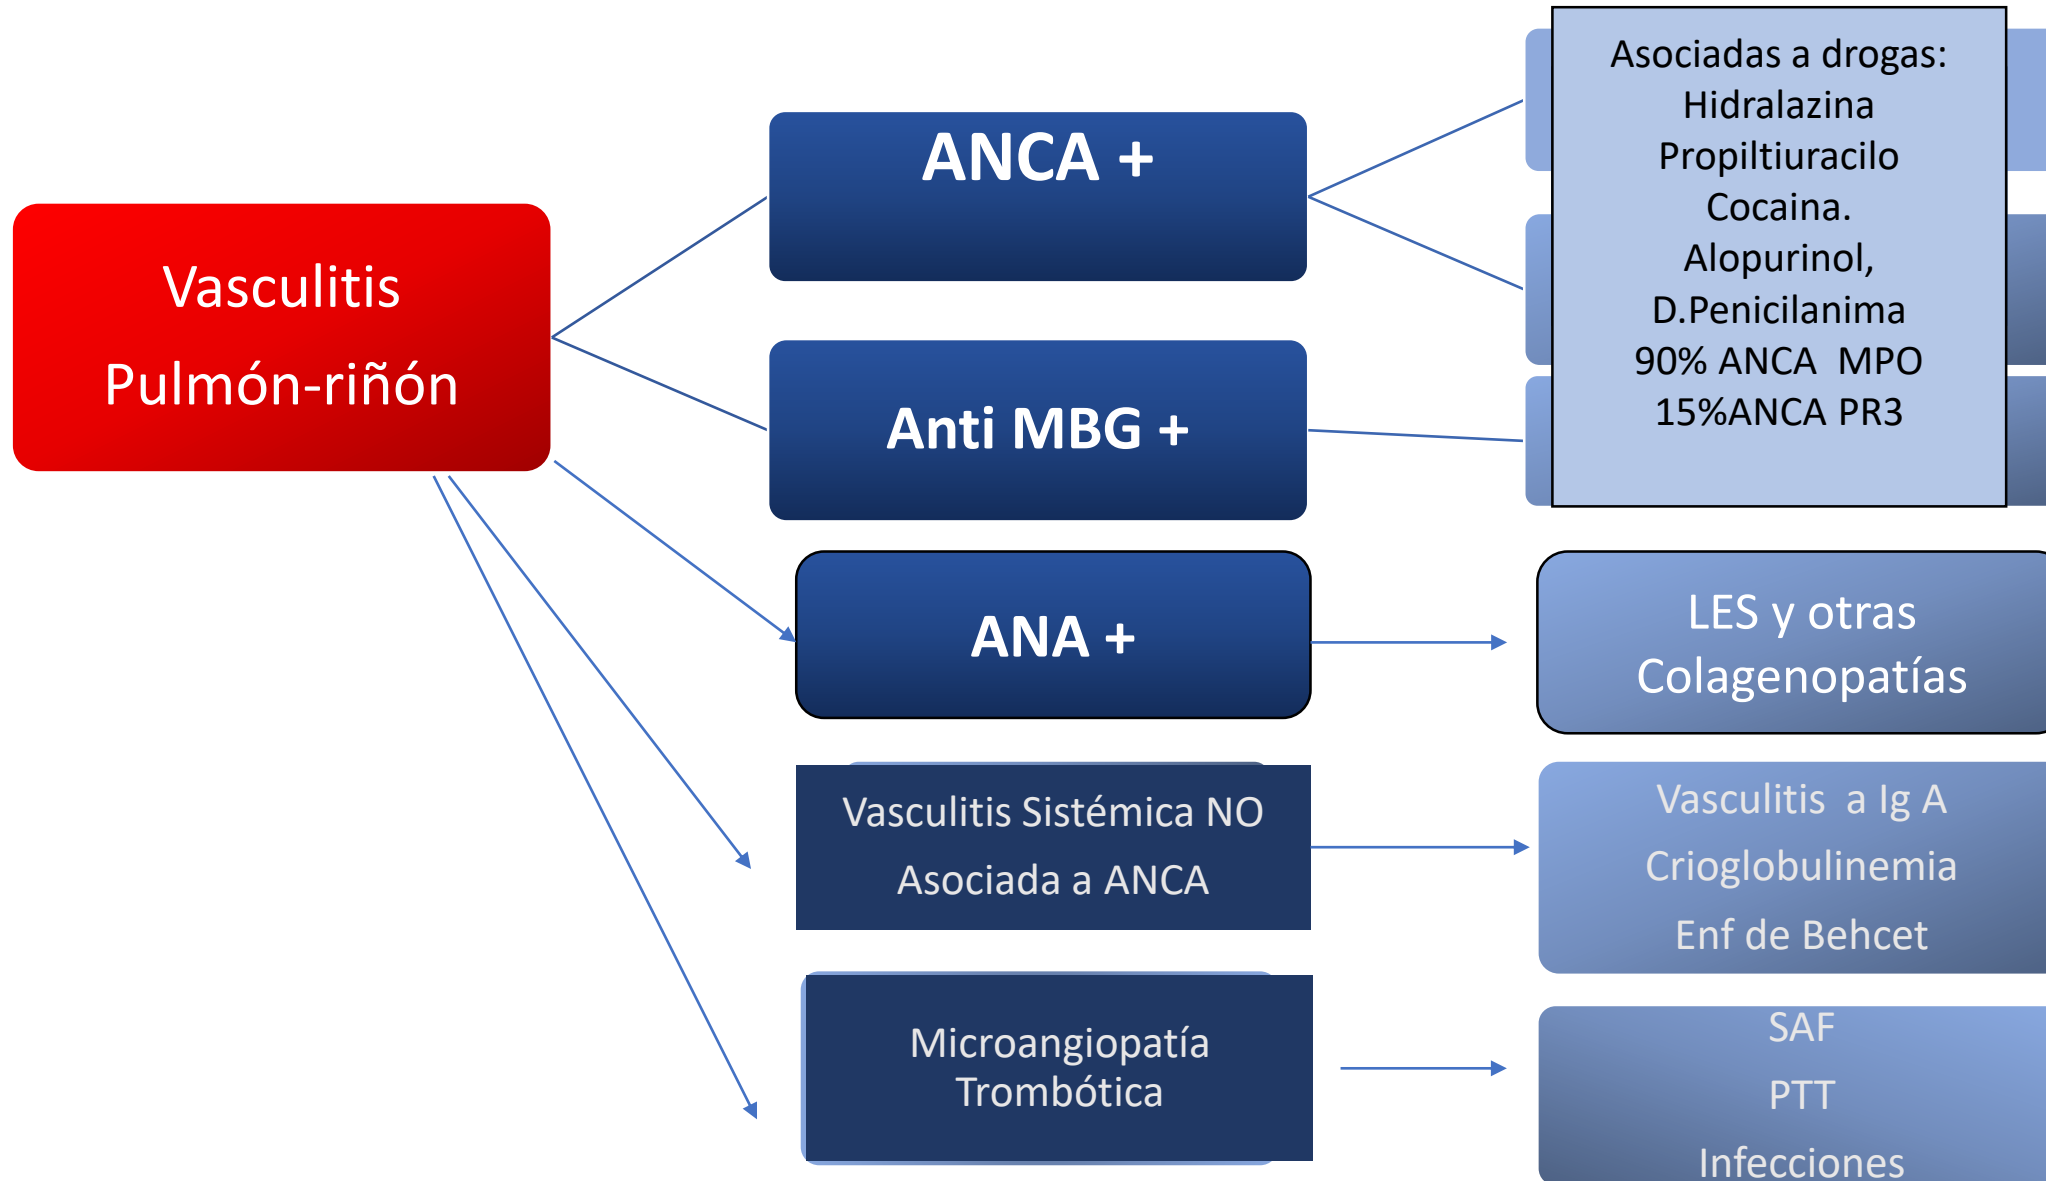 Vasculitis
Pulmón-riñón
ANCA +
Anti MBG +
ANA +
Vasculitis Sistémica NO
Asociada a ANCA
Microangiopatía
Trombótica
Asociadas a drogas:
Hidralazina
Propiltiuracilo
Cocaina.
Alopurinol,
D.Penicilanima
90% ANCA MPO
15%ANCA PR3
LES y otras
Colagenopatías
Vasculitis a Ig A
Crioglobulinemia
Enf de Behcet
SAF
PTT
Infecciones